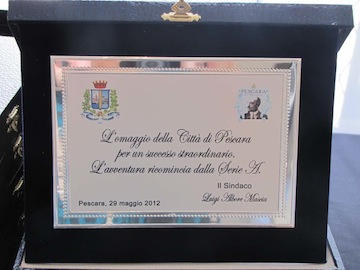 PESCARA
L'omaggio della Città di Pescara
per un successo straordinario.
L'avventura ricomincia dalla Serie A.
Il Sindaco
Luigi Albore Mascia
Pescara, 29 maggio 2012